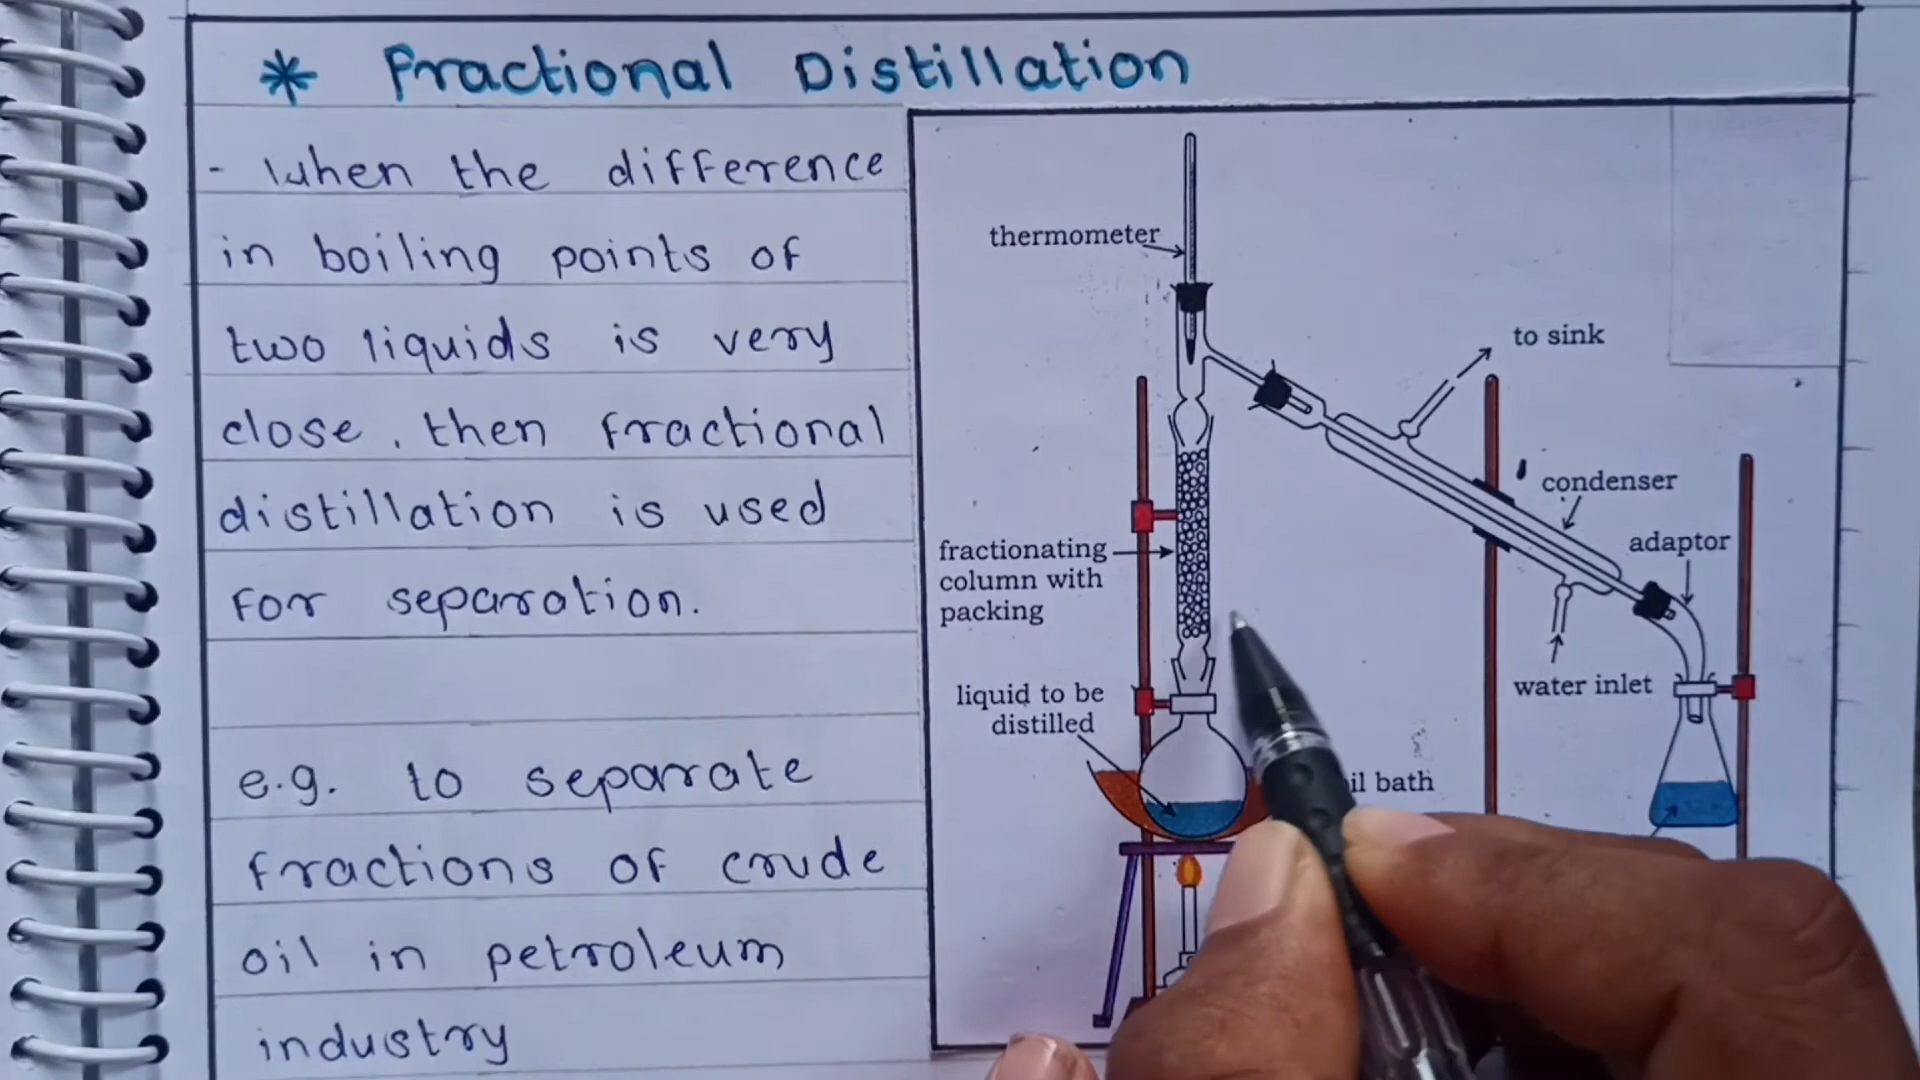 * Fractional Distillation
- When the difference
in boiling points of
two liquids is very
close, then fractional
distillation is used
for separation.
e.g. to separate
fractions of crude
oil in petroleum
industry
thermometer
to sink
condenser
adaptor
fractionating
column with
packing
water inlet
liquid to be
distilled
il bath